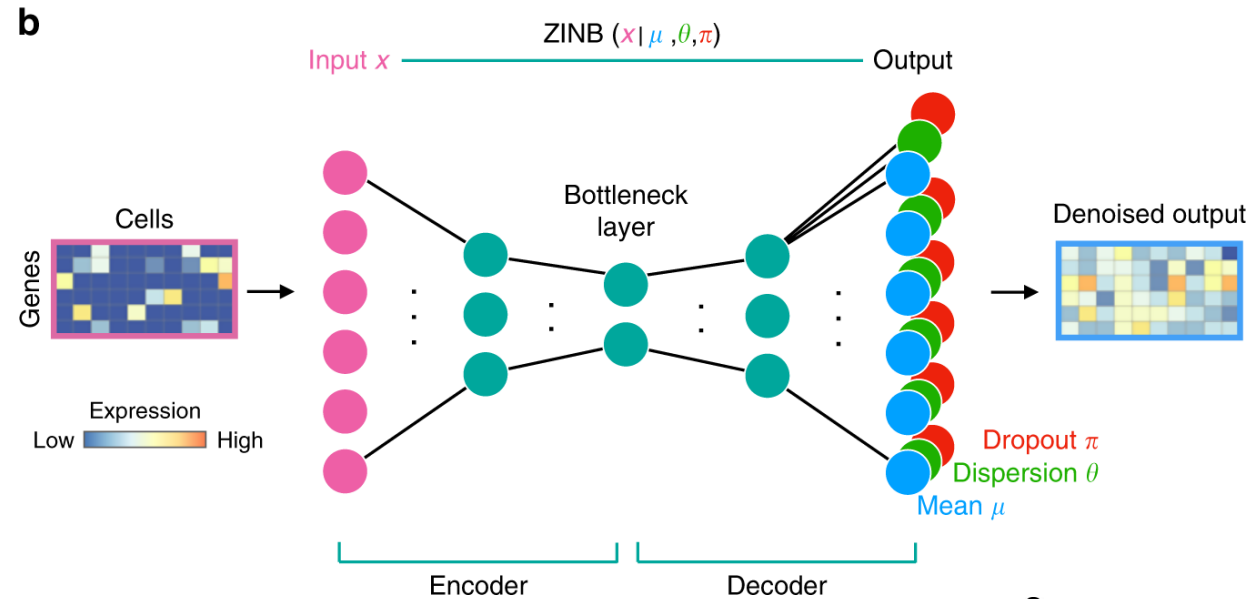 b
ZINB (x| μ ,θ,π)
Input x
Output
Bottleneck
layer
Cells
Genes
Denoised output
Expression
Low
High
Dropout π
Dispersion θ
Mean μ
Encoder
Decoder